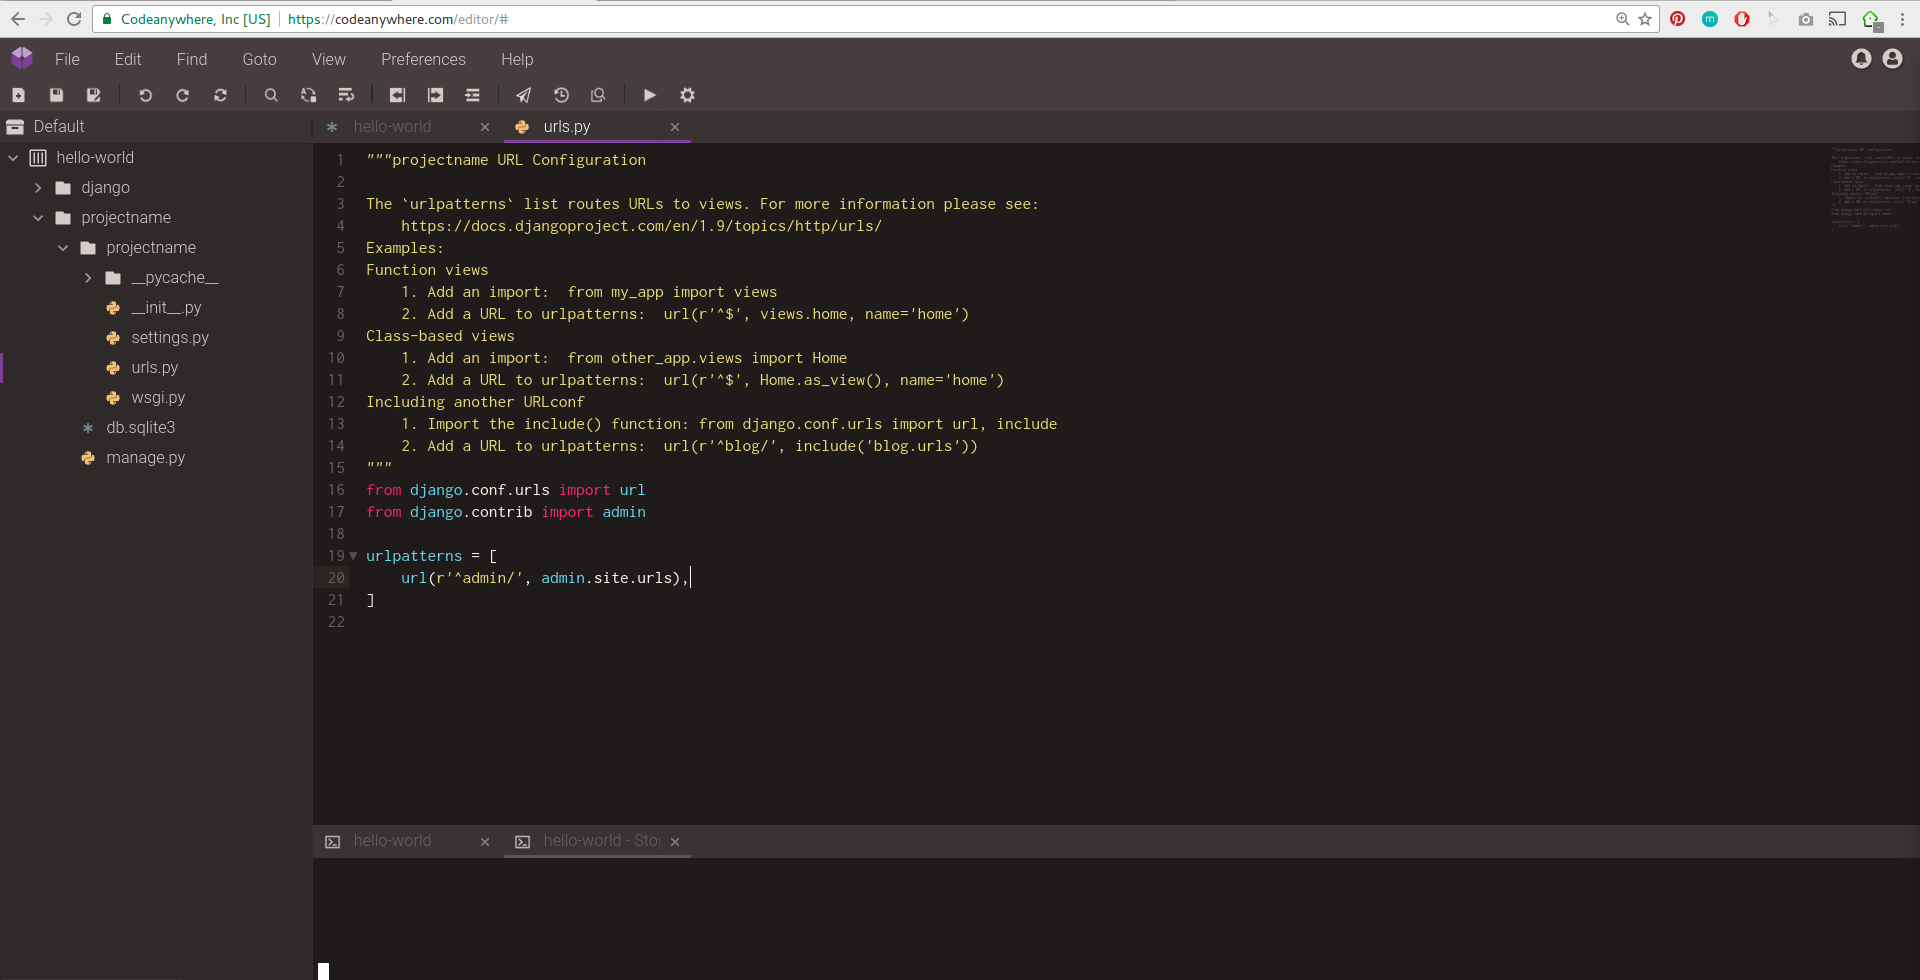 Codeanywhere, Inc [US] https://codeanywhere.com/editor/#
File Edit Find Goto View Preferences Help
Default
hello-world
django
projectname
projectname
__pycache__
__init__.py
settings.py
urls.py
wsgi.py
db.sqlite3
manage.py
hello-world urls.py
1 """projectname URL Configuration
2
3 The `urlpatterns` list routes URLs to views. For more information please see:
4     https://docs.djangoproject.com/en/1.9/topics/http/urls/
5 Examples:
6 Function views
7     1. Add an import:  from my_app import views
8     2. Add a URL to urlpatterns:  url(r'^$', views.home, name='home')
9 Class-based views
10     1. Add an import:  from other_app.views import Home
11     2. Add a URL to urlpatterns:  url(r'^$', Home.as_view(), name='home')
12 Including another URLconf
13     1. Import the include() function: from django.conf.urls import url, include
14     2. Add a URL to urlpatterns:  url(r'^blog/', include('blog.urls'))
15 """
16 from django.conf.urls import url
17 from django.contrib import admin
18
19 urlpatterns = [
20     url(r'^admin/', admin.site.urls),
21 ]
22
hello-world hello-world - Stop